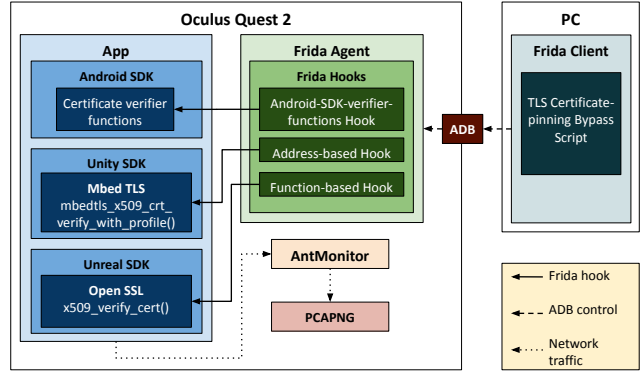 Oculus Quest 2
PC
App
Frida Agent
Frida Client
Android SDK
Certificate verifier
functions
Frida Hooks
Android-SDK-verifier-
functions Hook
Address-based Hook
Function-based Hook
ADB
TLS Certificate-
pinning Bypass
Script
Unity SDK
Mbed TLS
mbedtls_x509_crt_
verify_with_profile()
Unreal SDK
Open SSL
x509_verify_cert()
AntMonitor
PCAPNG
Frida hook
ADB control
Network
traffic